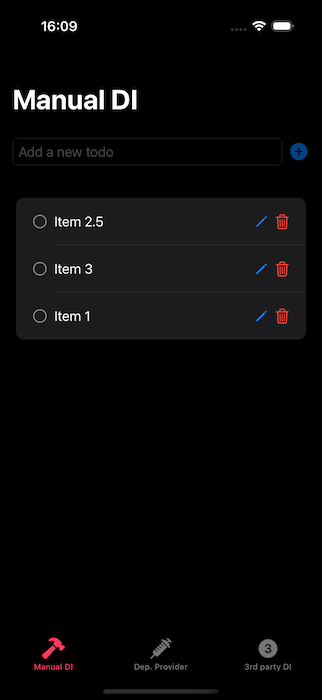 16:09
Manual DI
Add a new todo
Item 2.5
Item 3
Item 1
3
Manual DI
Dep. Provider
3rd party DI